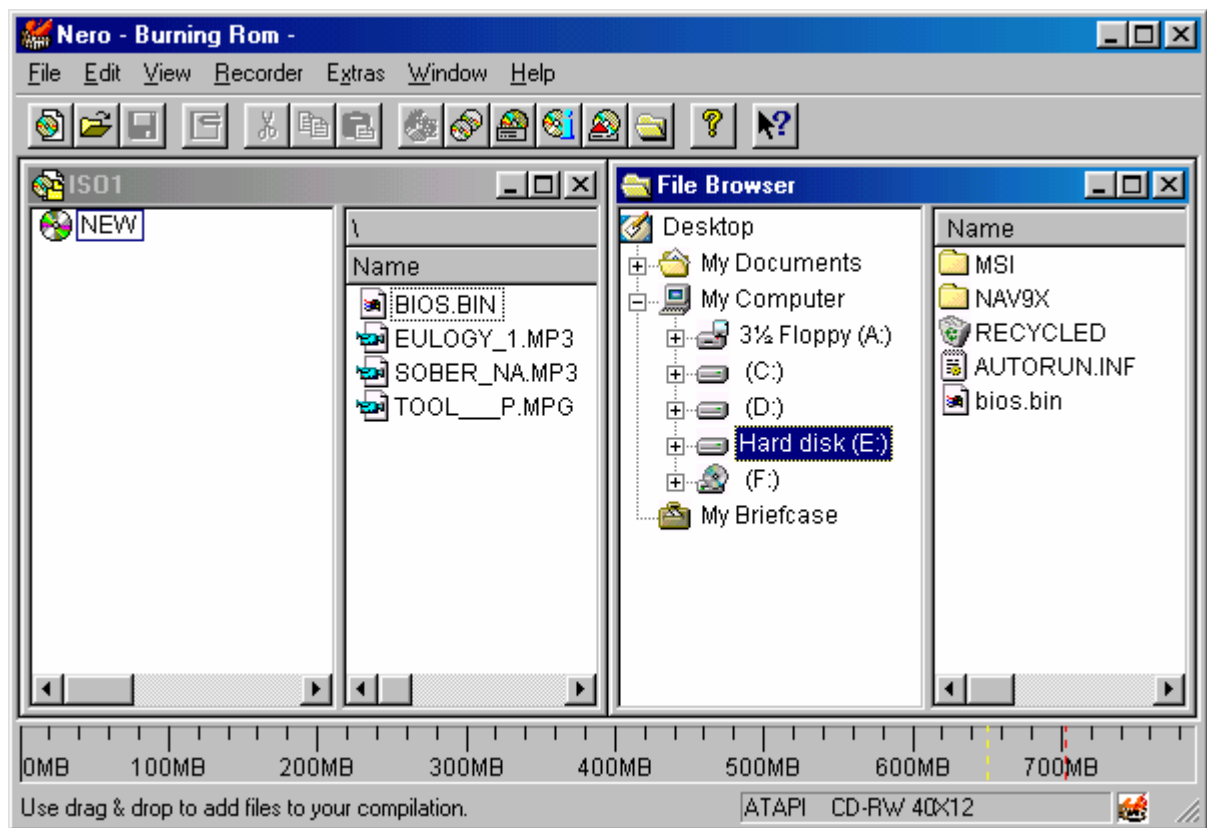 Nero - Burning Rom -
File Edit View Recorder Extras Window Help
ISO1
NEW
\
Name
BIOS.BIN
EULOGY_1.MP3
SOBER_NA.MP3
TOOL___P.MPG
File Browser
Desktop
My Documents
My Computer
3½ Floppy (A:)
(C:)
(D:)
Hard disk (E:)
(F:)
My Briefcase
Name
MSI
NAV9X
RECYCLED
AUTORUN.INF
bios.bin
0MB 100MB 200MB 300MB 400MB 500MB 600MB 700MB
Use drag & drop to add files to your compilation. ATAPI CD-RW 40X12